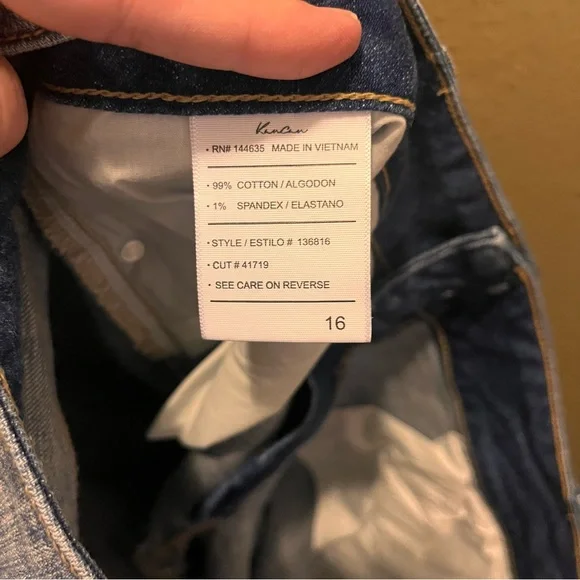 KanCan
• RN# 144635 MADE IN VIETNAM
• 99% COTTON / ALGODON
• 1% SPANDEX / ELASTANO
• STYLE / ESTILO # 136816
• CUT # 41719
• SEE CARE ON REVERSE
16